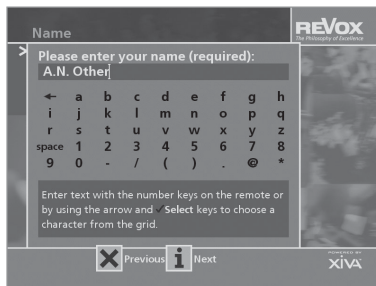 Name
REVOX
The Philosophy of Excellence
>
Please enter your name (required):
A.N. Other
← a b c d e f g h
i j k l m n o p q
r s t u v w x y z
space 1 2 3 4 5 6 7 8
9 0 - / ( ) . @ *
Enter text with the number keys on the remote or
by using the arrow and ✓Select keys to choose a
character from the grid.
X Previous i Next
POWERED BY
XiVA